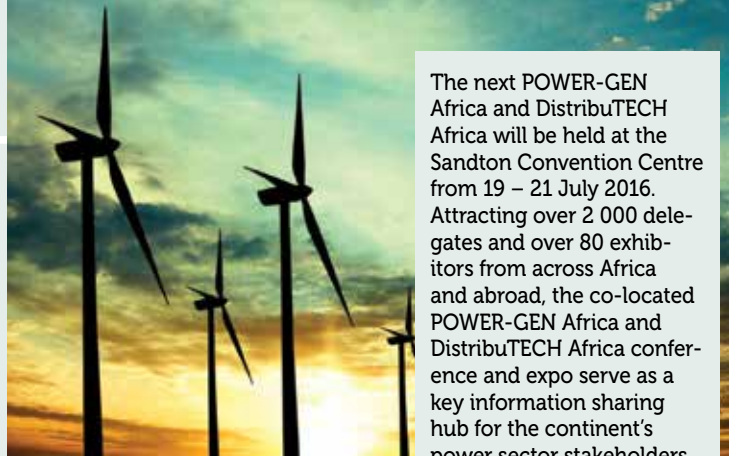 The next POWER-GEN
Africa and DistribuTECH
Africa will be held at the
Sandton Convention Centre
from 19 – 21 July 2016.
Attracting over 2 000 dele-
gates and over 80 exhib-
itors from across Africa
and abroad, the co-located
POWER-GEN Africa and
DistribuTECH Africa confer-
ence and expo serve as a
key information sharing
hub for the continent's
power sector stakeholders